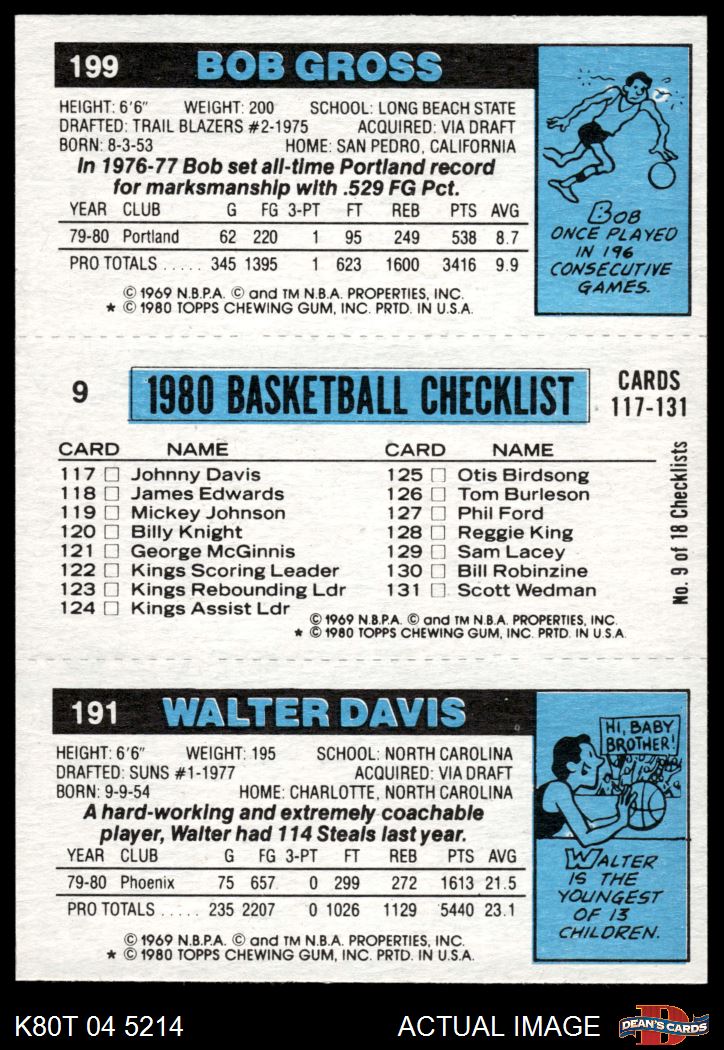 199 BOB GROSS
HEIGHT: 6'6" WEIGHT: 200 SCHOOL: LONG BEACH STATE
DRAFTED: TRAIL BLAZERS #2-1975 ACQUIRED: VIA DRAFT
BORN: 8-3-53 HOME: SAN PEDRO, CALIFORNIA
In 1976-77 Bob set all-time Portland record
for marksmanship with .529 FG Pct.
YEAR CLUB G FG 3-PT FT REB PTS AVG
79-80 Portland 62 220 1 95 249 538 8.7
PRO TOTALS ..... 345 1395 1 623 1600 3416 9.9
© 1969 N.B.P.A. © and TM N.B.A. PROPERTIES, INC.
* © 1980 TOPPS CHEWING GUM, INC. PRTD. IN U.S.A.
BOB
ONCE PLAYED
IN 196
CONSECUTIVE
GAMES.
9 1980 BASKETBALL CHECKLIST CARDS
117-131
CARD NAME
117 □ Johnny Davis
118 □ James Edwards
119 □ Mickey Johnson
120 □ Billy Knight
121 □ George McGinnis
122 □ Kings Scoring Leader
123 □ Kings Rebounding Ldr
124 □ Kings Assist Ldr
CARD NAME
125 □ Otis Birdsong
126 □ Tom Burleson
127 □ Phil Ford
128 □ Reggie King
129 □ Sam Lacey
130 □ Bill Robinzine
131 □ Scott Wedman
© 1969 N.B.P.A. © and TM N.B.A. PROPERTIES, INC.
* © 1980 TOPPS CHEWING GUM, INC. PRTD. IN U.S.A.
No. 9 of 18 Checklists
191 WALTER DAVIS
HEIGHT: 6'6" WEIGHT: 195 SCHOOL: NORTH CAROLINA
DRAFTED: SUNS #1-1977 ACQUIRED: VIA DRAFT
BORN: 9-9-54 HOME: CHARLOTTE, NORTH CAROLINA
A hard-working and extremely coachable
player, Walter had 114 Steals last year.
YEAR CLUB G FG 3-PT FT REB PTS AVG
79-80 Phoenix 75 657 0 299 272 1613 21.5
PRO TOTALS ..... 235 2207 0 1026 1129 5440 23.1
© 1969 N.B.P.A. © and TM N.B.A. PROPERTIES, INC.
* © 1980 TOPPS CHEWING GUM, INC. PRTD. IN U.S.A.
HI, BABY
BROTHER!
WALTER
IS THE
YOUNGEST
OF 13
CHILDREN.
K80T 04 5214 ACTUAL IMAGE
D
DEAN'S CARDS